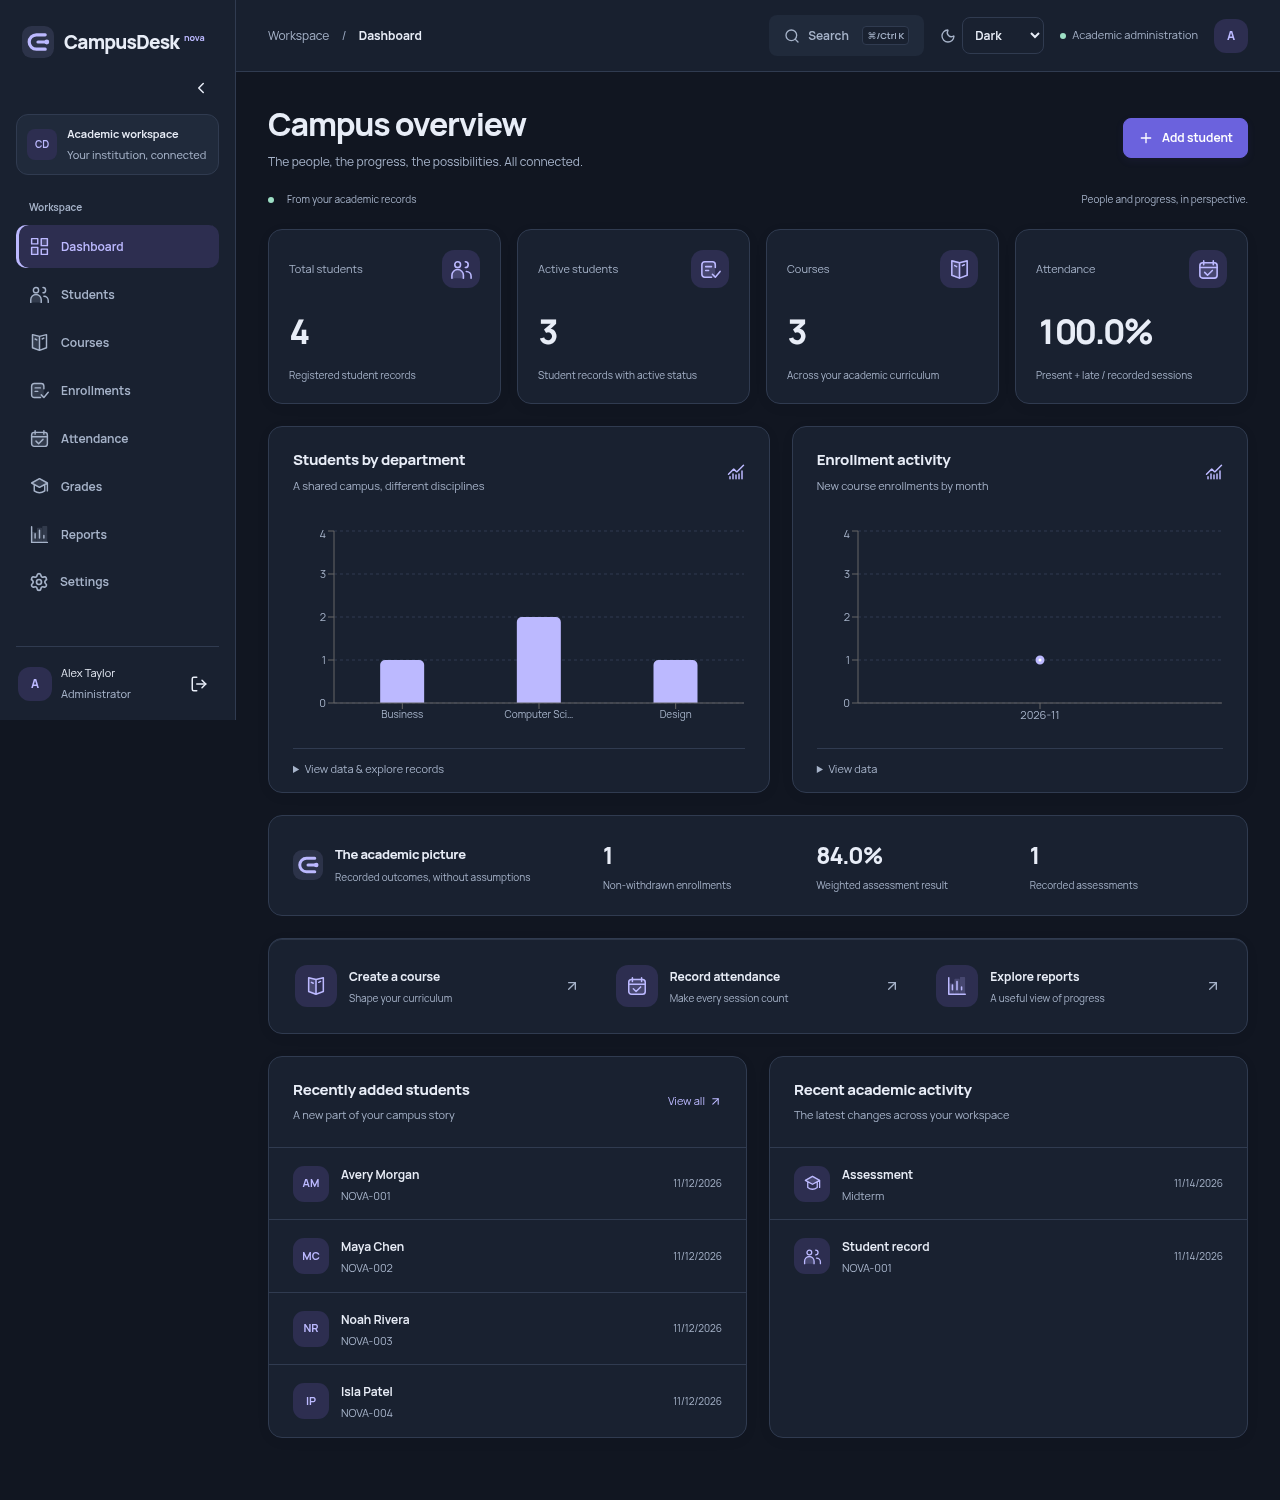 CampusDesk nova
Academic workspace
CD
Your institution, connected
Workspace
Dashboard
Students
Courses
Enrollments
Attendance
Grades
Reports
Settings
A
Alex Taylor
Administrator
Workspace / Dashboard
Search ⌘/Ctrl K
Dark
Academic administration
A
Campus overview
The people, the progress, the possibilities. All connected.
Add student
From your academic records
People and progress, in perspective.
Total students
4
Registered student records
Active students
3
Student records with active status
Courses
3
Across your academic curriculum
Attendance
100.0%
Present + late / recorded sessions
Students by department
A shared campus, different disciplines
4
3
2
1
0
Business
Computer Sci…
Design
View data & explore records
Enrollment activity
New course enrollments by month
4
3
2
1
0
2026-11
View data
The academic picture
Recorded outcomes, without assumptions
1
Non-withdrawn enrollments
84.0%
Weighted assessment result
1
Recorded assessments
Create a course
Shape your curriculum
Record attendance
Make every session count
Explore reports
A useful view of progress
Recently added students
A new part of your campus story
View all
AM
Avery Morgan
NOVA-001
11/12/2026
MC
Maya Chen
NOVA-002
11/12/2026
NR
Noah Rivera
NOVA-003
11/12/2026
IP
Isla Patel
NOVA-004
11/12/2026
Recent academic activity
The latest changes across your workspace
Assessment
Midterm
11/14/2026
Student record
NOVA-001
11/14/2026